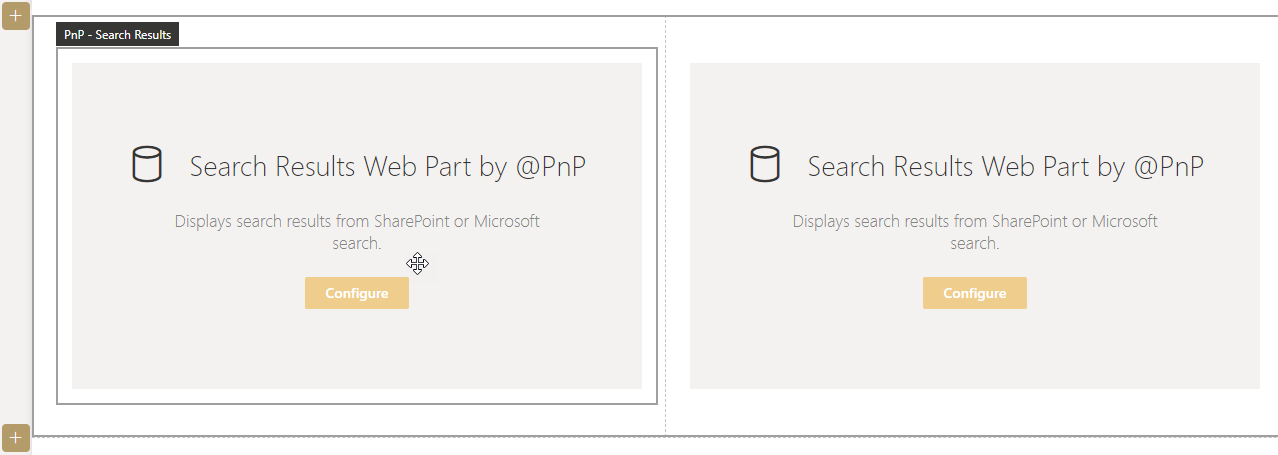 PnP - Search Results
Search Results Web Part by @PnP
Displays search results from SharePoint or Microsoft
search.
Configure
Search Results Web Part by @PnP
Displays search results from SharePoint or Microsoft
search.
Configure